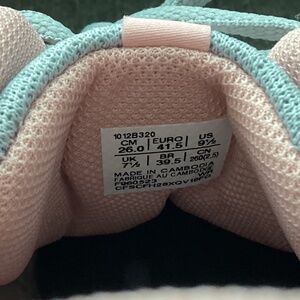 1012B320
CM | EURO | US
26.0 | 41.5 | 9½
UK | BR | CN
7½ | 39.5 | 260(2.5)
MADE IN CAMBODIA
FABRIQUE AU CAMBODGE